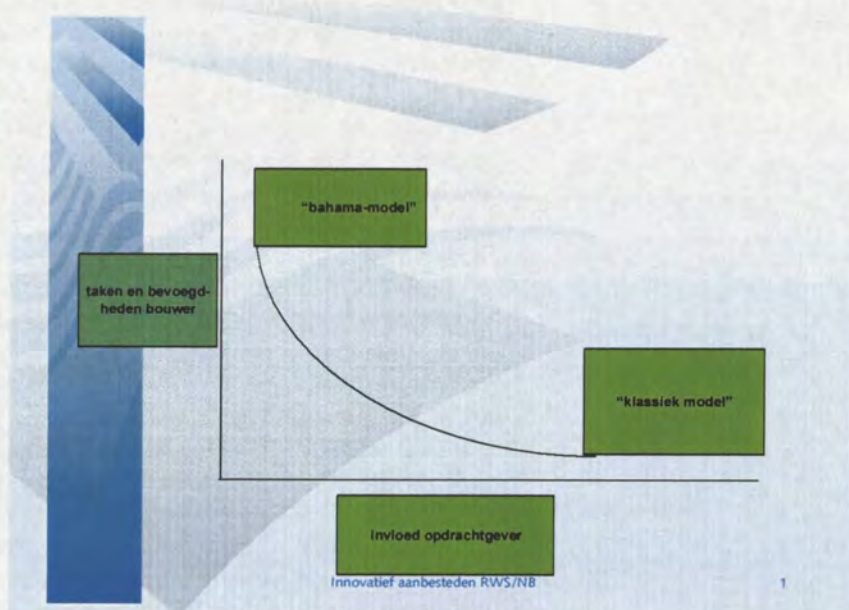 "bahama-model"
taken en bevoegd-
heden bouwer
"klassiek model"
Invloed opdrachtgever
Innovatief aanbesteden RWS/NB
1